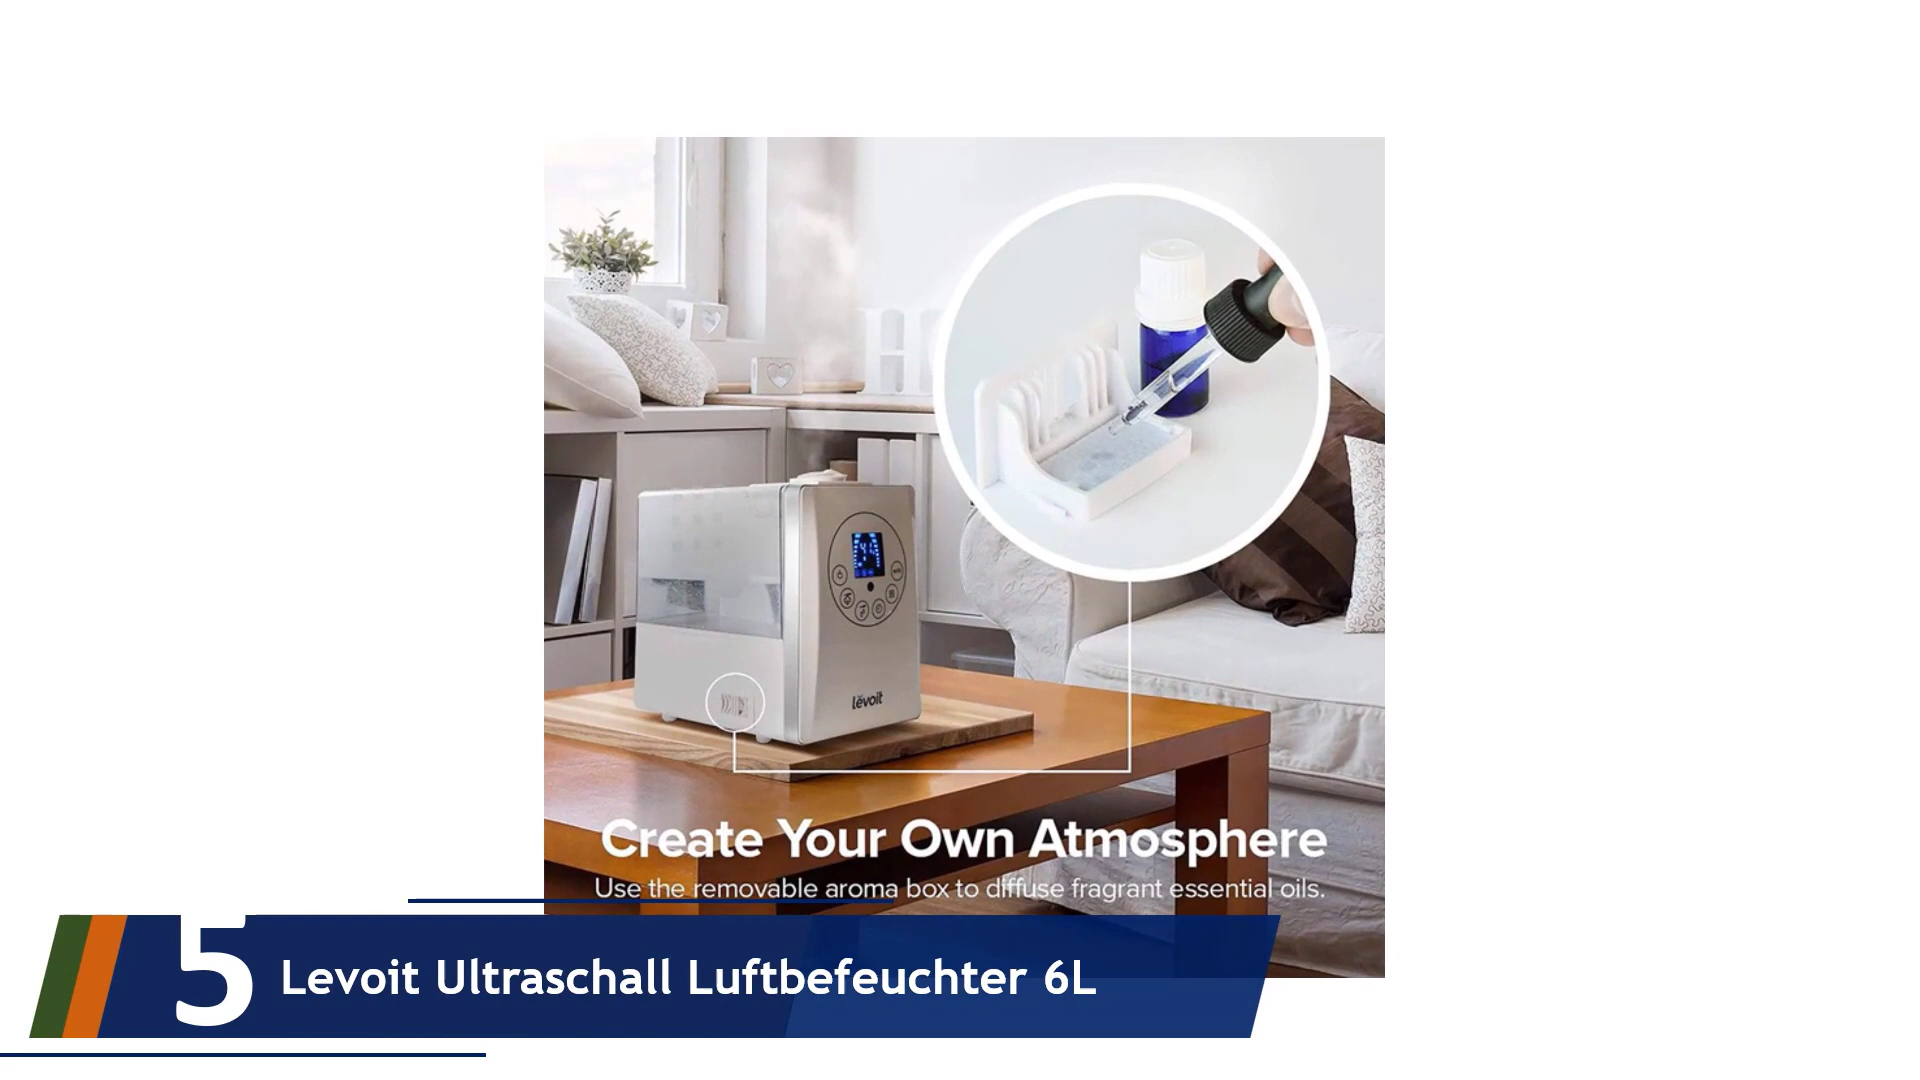 lēvoit
Create Your Own Atmosphere
Use the removable aroma box to diffuse fragrant essential oils.
5 Levoit Ultraschall Luftbefeuchter 6L